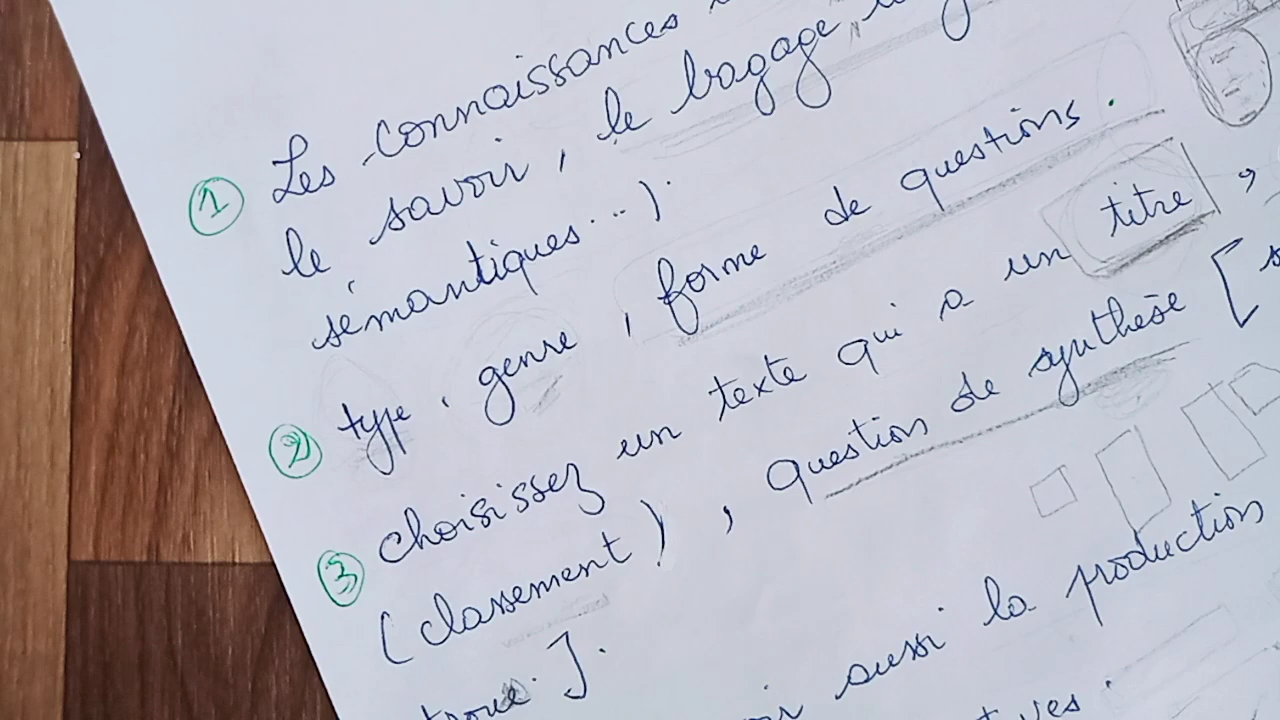 ① Les connaissances
le savoir, le bagage,
sémantiques...).
② type, genre, forme de questions.
③ choisissez un texte qui a un titre,
(classement), question de synthèse [
troué].
aussi la production